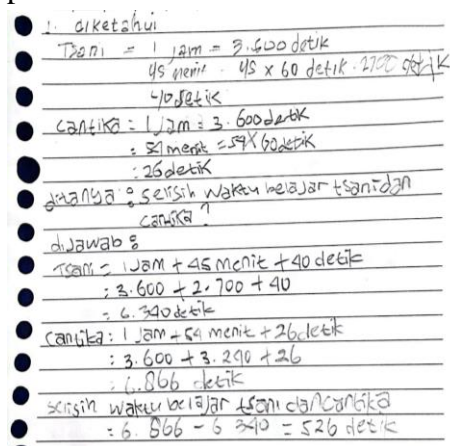 1. diketahui
Tsani = 1 jam = 3.600 detik
45 menit = 45 x 60 detik = 2700 detik
40 detik
Cantika = 1 Jam = 3.600 detik
: 54 menit = 54 x 60 detik
: 26 detik
ditanya : selisih waktu belajar tsani dan
cantika ?
dijawab :
Tsani = 1 Jam + 45 menit + 40 detik
: 3.600 + 2.700 + 40
= 6.340 detik
Cantika : 1 Jam + 54 menit + 26 detik
: 3.600 + 3.240 + 26
: 6.866 detik
selisih waktu belajar tsani dan cantika
: 6.866 - 6 340 = 526 detik